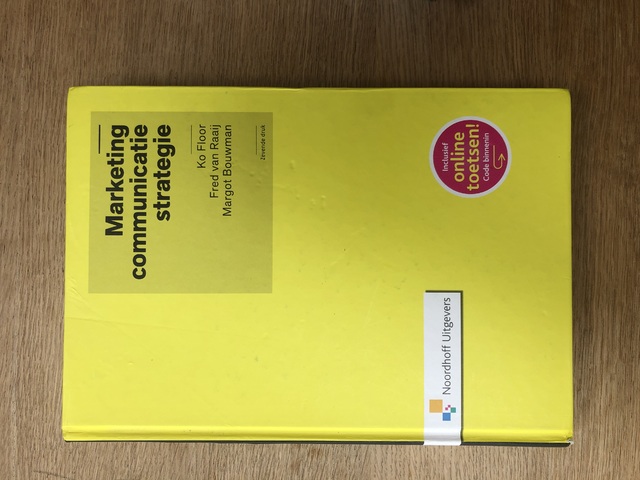 Marketing
communicatie
strategie
Ko Floor
Fred van Raaij
Margot Bouwman
Zevende druk
Inclusief
online
toetsen!
Code binnenin
Noordhoff Uitgevers